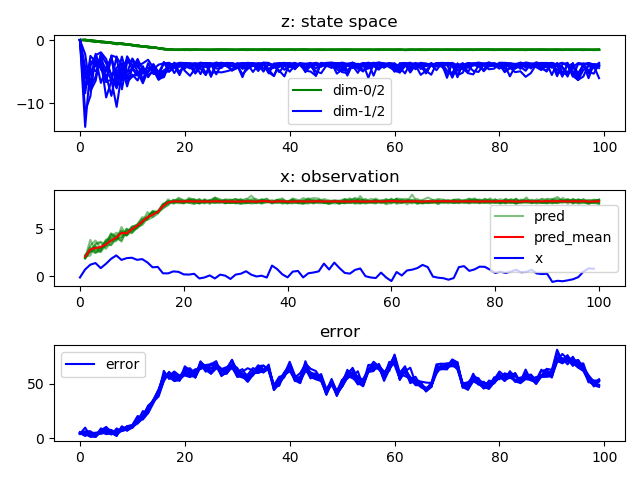 z: state space
0
−10
dim-0/2
dim-1/2
0 20 40 60 80 100
x: observation
5
0
pred
pred_mean
x
0 20 40 60 80 100
error
50
0
error
0 20 40 60 80 100